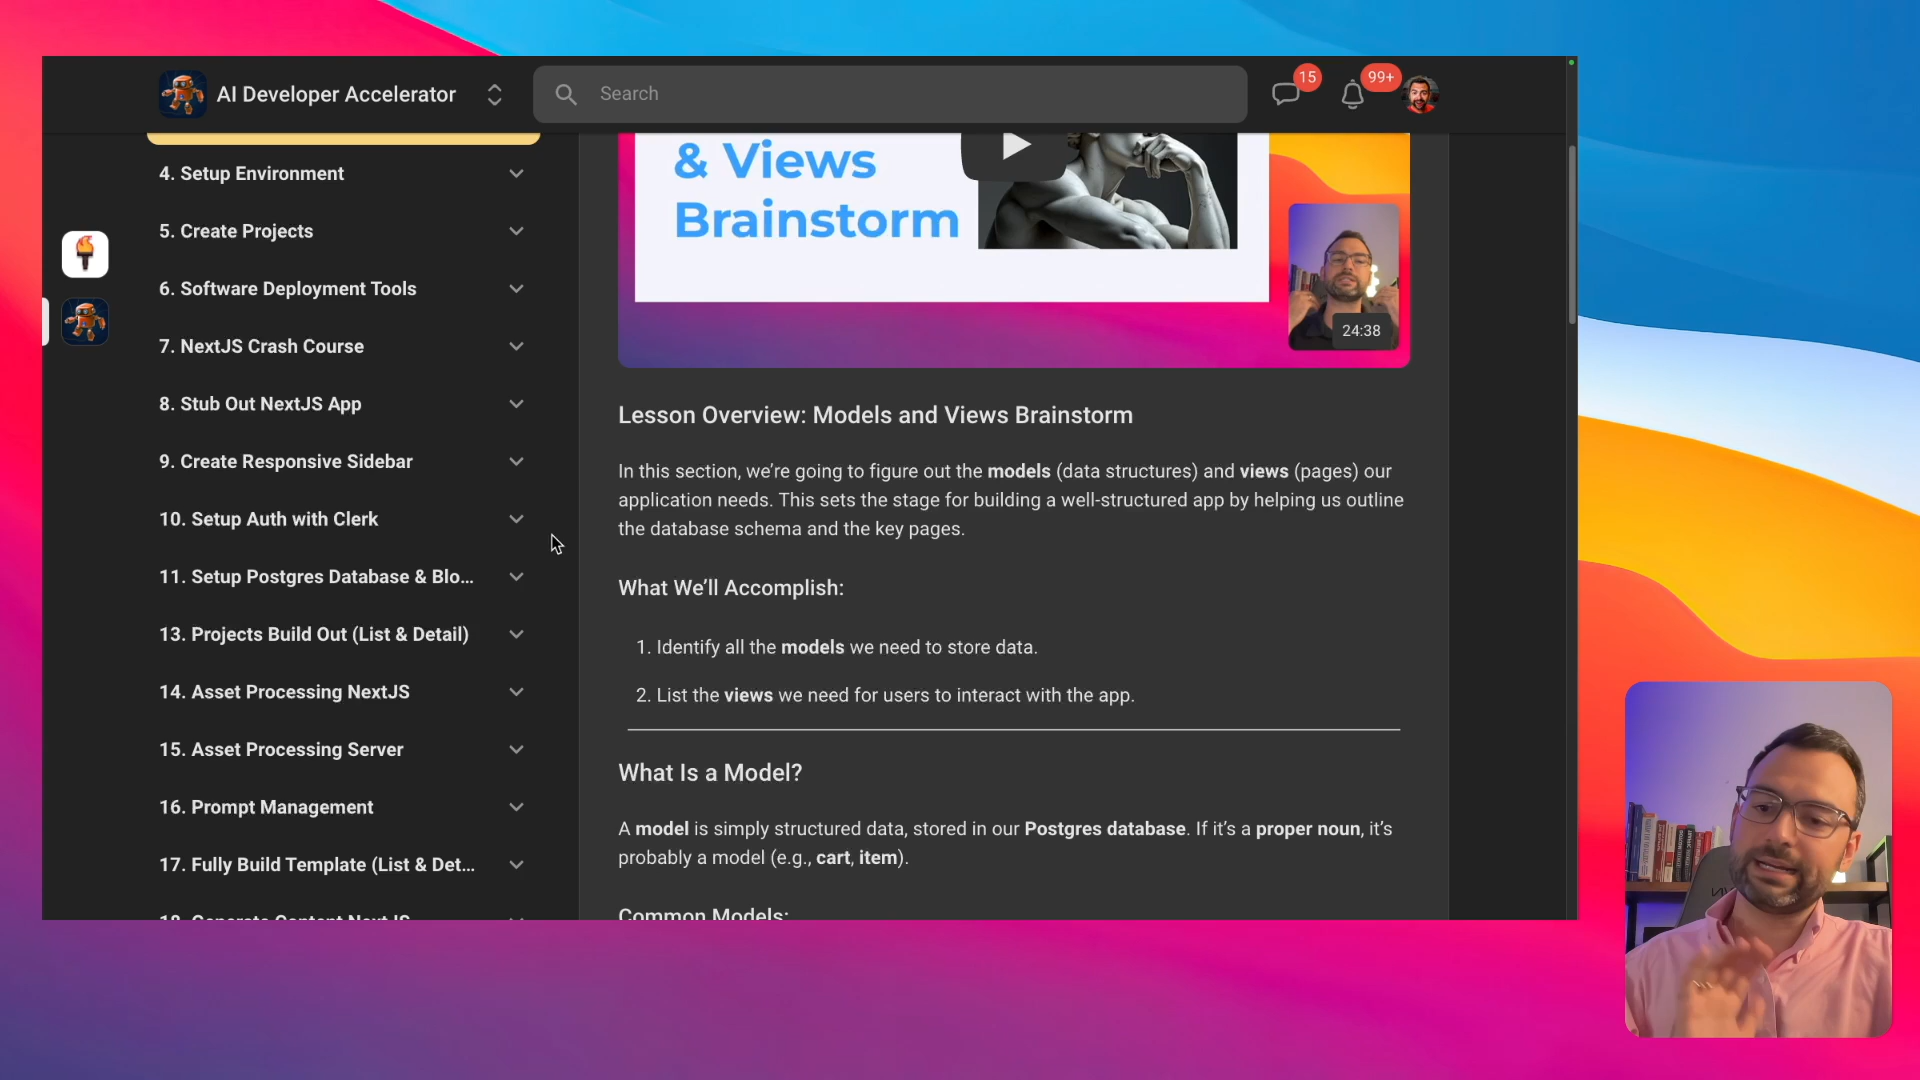 AI Developer Accelerator
Search
15
99+
4. Setup Environment
5. Create Projects
6. Software Deployment Tools
7. NextJS Crash Course
8. Stub Out NextJS App
9. Create Responsive Sidebar
10. Setup Auth with Clerk
11. Setup Postgres Database & Blo...
13. Projects Build Out (List & Detail)
14. Asset Processing NextJS
15. Asset Processing Server
16. Prompt Management
17. Fully Build Template (List & Det...
18. Generate Content NextJS
& Views
Brainstorm
24:38
Lesson Overview: Models and Views Brainstorm
In this section, we’re going to figure out the models (data structures) and views (pages) our
application needs. This sets the stage for building a well-structured app by helping us outline
the database schema and the key pages.
What We’ll Accomplish:
1. Identify all the models we need to store data.
2. List the views we need for users to interact with the app.
What Is a Model?
A model is simply structured data, stored in our Postgres database. If it’s a proper noun, it’s
probably a model (e.g., cart, item).
Common Models: